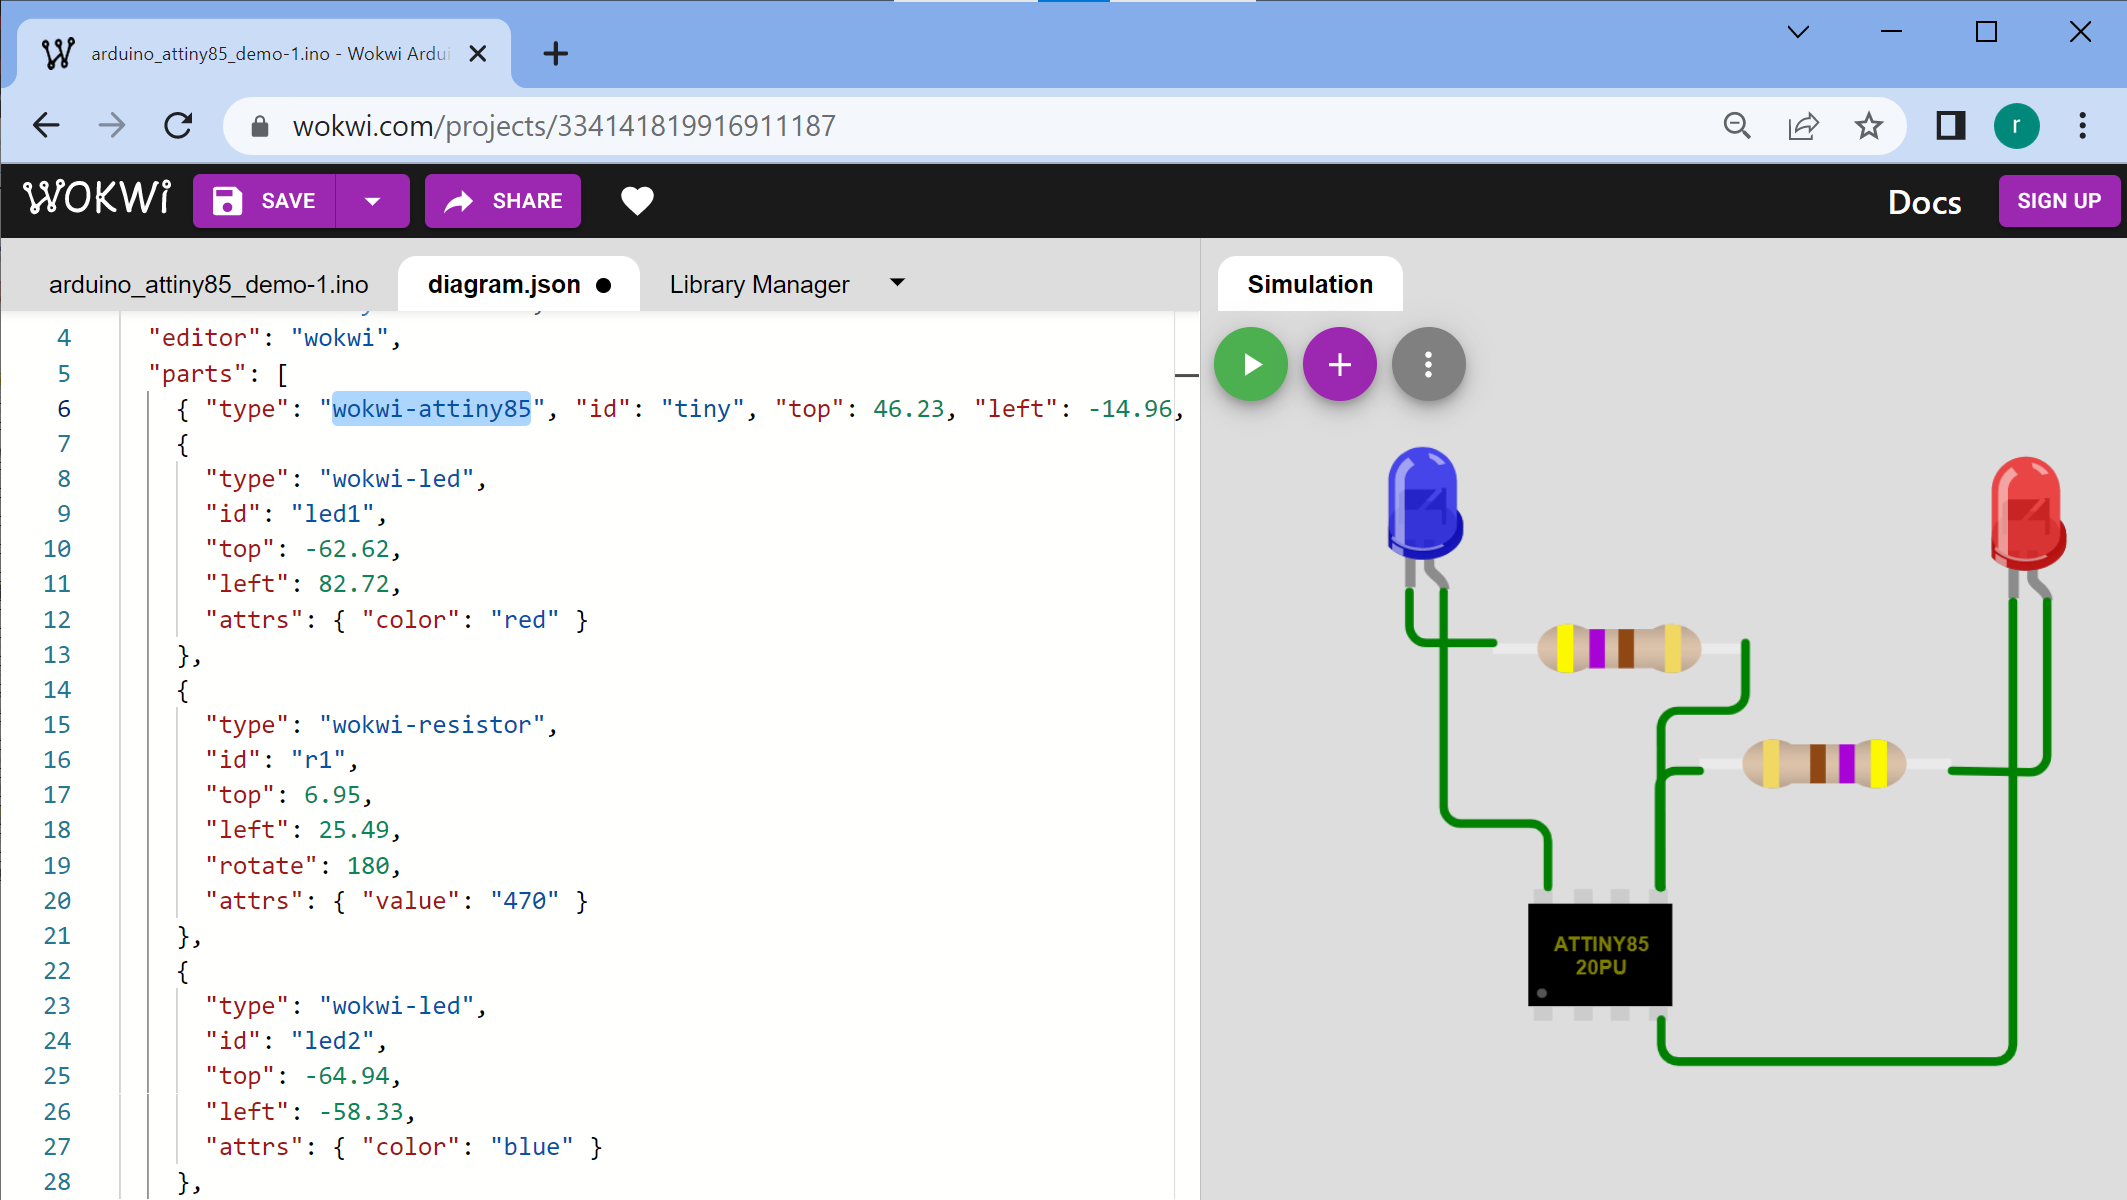 arduino_attiny85_demo-1.ino - Wokwi Ardui
wokwi.com/projects/334141819916911187
r
WOKWi
SAVE
SHARE
Docs
SIGN UP
arduino_attiny85_demo-1.ino
diagram.json
Library Manager
Simulation
4 "editor": "wokwi",
5 "parts": [
6 { "type": "wokwi-attiny85", "id": "tiny", "top": 46.23, "left": -14.96,
7 {
8 "type": "wokwi-led",
9 "id": "led1",
10 "top": -62.62,
11 "left": 82.72,
12 "attrs": { "color": "red" }
13 },
14 {
15 "type": "wokwi-resistor",
16 "id": "r1",
17 "top": 6.95,
18 "left": 25.49,
19 "rotate": 180,
20 "attrs": { "value": "470" }
21 },
22 {
23 "type": "wokwi-led",
24 "id": "led2",
25 "top": -64.94,
26 "left": -58.33,
27 "attrs": { "color": "blue" }
28 },
ATTINY85
20PU